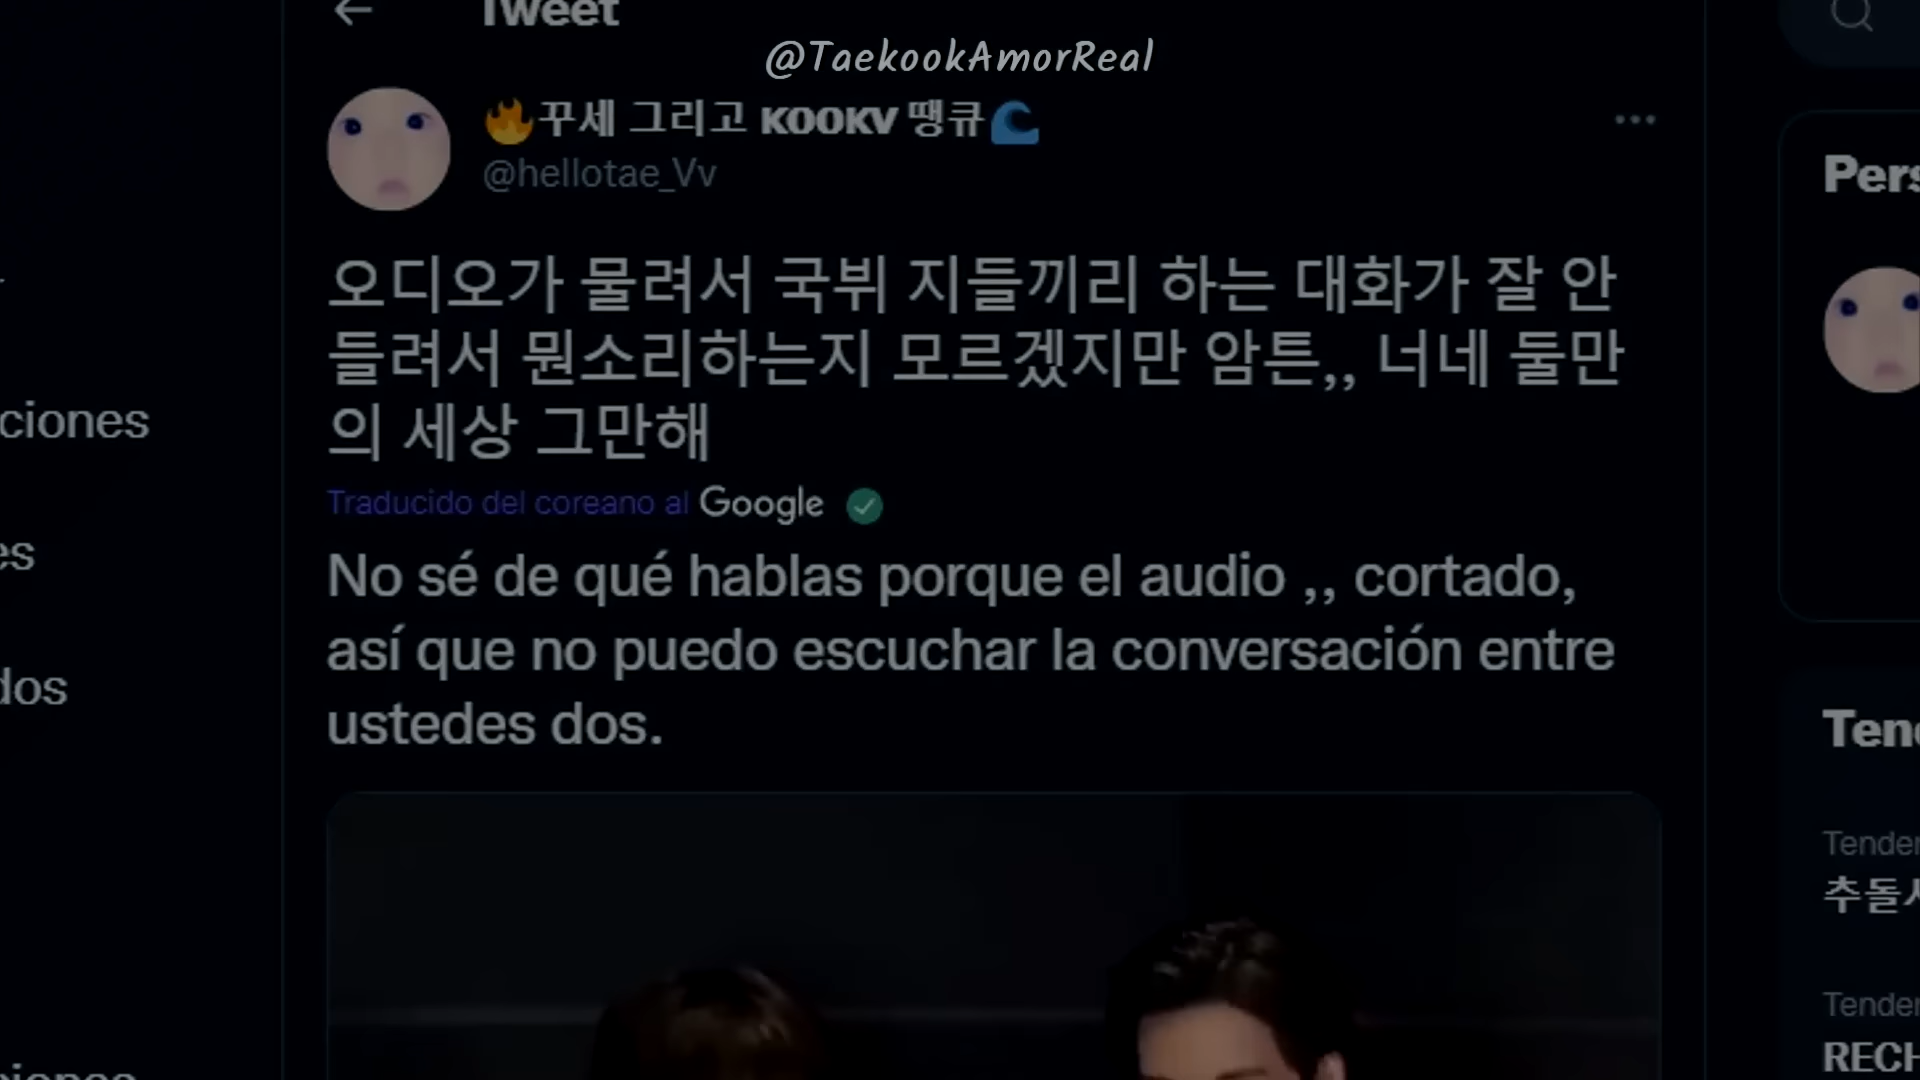 Tweet
@TaekookAmorReal
🔥꾸세 그리고 KOOKV 땡큐🌊
@hellotae_Vv
오디오가 물려서 국뷔 지들끼리 하는 대화가 잘 안
들려서 뭔소리하는지 모르겠지만 암튼,, 너네 둘만
의 세상 그만해
Traducido del coreano al Google
No sé de qué hablas porque el audio ,, cortado,
así que no puedo escuchar la conversación entre
ustedes dos.
ciones
es
dos
Pers
Tend
Tenden
추돌
Tenden
RECH